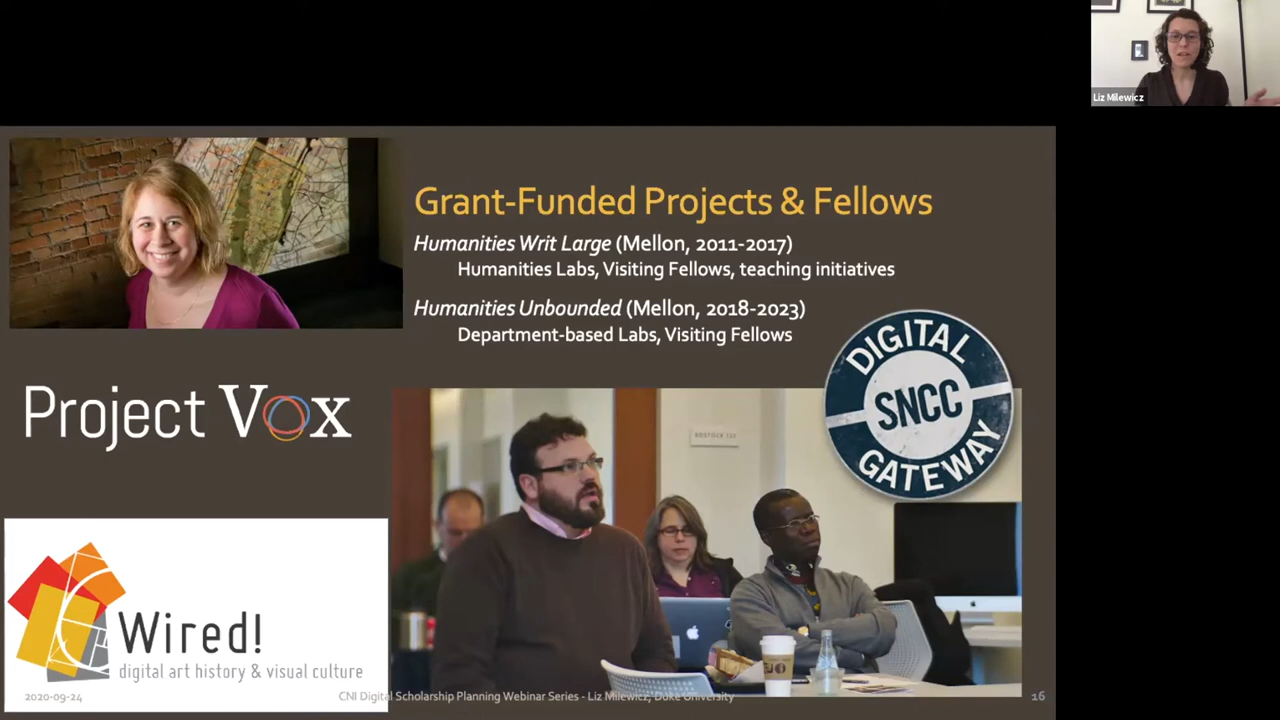 Liz Milewicz
Grant-Funded Projects & Fellows
Humanities Writ Large (Mellon, 2011-2017)
Humanities Labs, Visiting Fellows, teaching initiatives
Humanities Unbounded (Mellon, 2018-2023)
Department-based Labs, Visiting Fellows
DIGITAL
SNCC
GATEWAY
Project Vox
BOSTOCK 127
Wired!
digital art history & visual culture
2020-09-24
CNI Digital Scholarship Planning Webinar Series - Liz Milewicz, Duke University
16